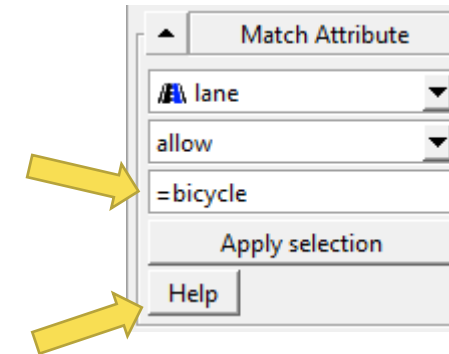 Match Attribute
lane
allow
=bicycle
Apply selection
Help